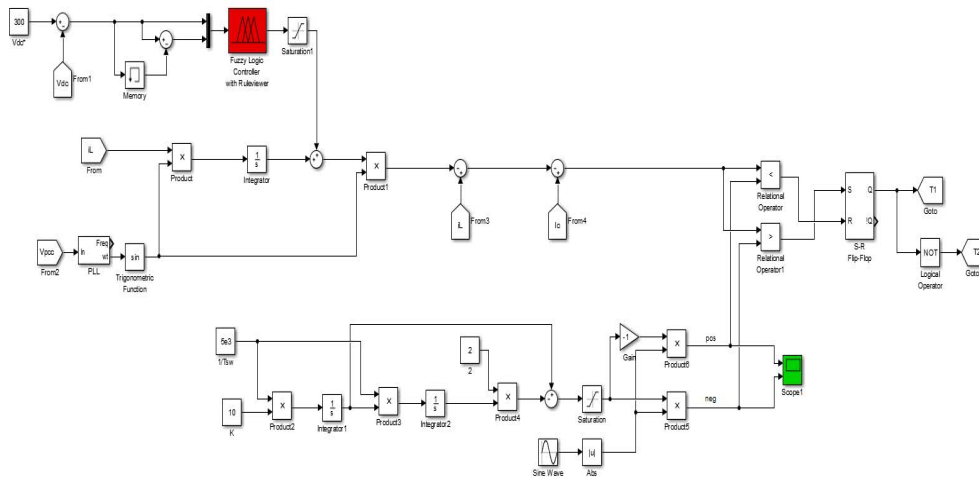 300
Vdc*
Vdc
From1
Memory
Fuzzy Logic
Controller
with Ruleviewer
Saturation1
iL
From
X
Product
1
s
Integrator
X
Product1
iL
From3
Ic
From4
<
Relational
Operator
>
Relational
Operator1
S
R
Q
!Q
S-R
Flip-Flop
T1
Goto
NOT
Logical
Operator
T2
Goto
Vpcc
From2
In
Freq
wt
PLL
sin
Trigonometric
Function
5e3
1/Tsw
10
K
X
Product2
1
s
Integrator1
X
Product3
1
s
Integrator2
2
2
X
Product4
Saturation
-1
Gain
X
Product6
pos
X
Product5
neg
Scope1
Sine Wave
|u|
Abs